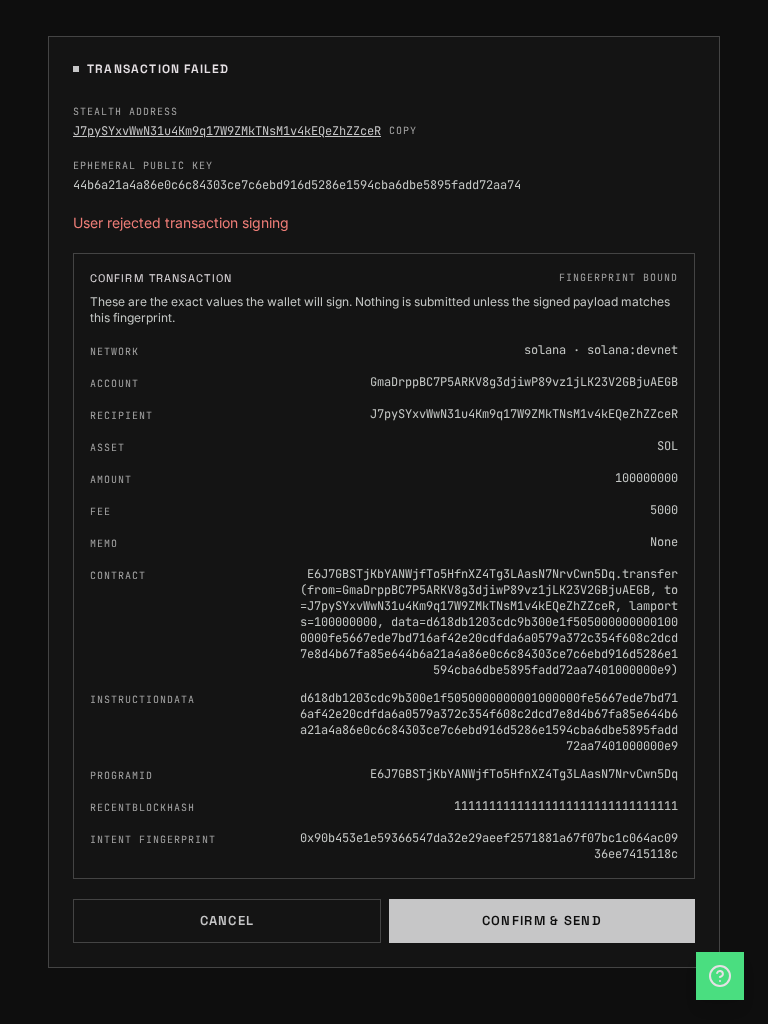 TRANSACTION FAILED
STEALTH ADDRESS
J7pySYxvWwN31u4Km9q17W9ZMkTNsM1v4kEQeZhZZceR COPY
EPHEMERAL PUBLIC KEY
44b6a21a4a86e0c6c84303ce7c6ebd916d5286e1594cba6dbe5895fadd72aa74
User rejected transaction signing
CONFIRM TRANSACTION FINGERPRINT BOUND
These are the exact values the wallet will sign. Nothing is submitted unless the signed payload matches
this fingerprint.
NETWORK solana · solana:devnet
ACCOUNT GmaDrppBC7P5ARKV8g3djiwP89vz1jLK23V2GBjuAEGB
RECIPIENT J7pySYxvWwN31u4Km9q17W9ZMkTNsM1v4kEQeZhZZceR
ASSET SOL
AMOUNT 100000000
FEE 5000
MEMO None
CONTRACT E6J7GBSTjKbYANWjfTo5HfnXZ4Tg3LAasN7NrvCwn5Dq.transfer
(from=GmaDrppBC7P5ARKV8g3djiwP89vz1jLK23V2GBjuAEGB, to
=J7pySYxvWwN31u4Km9q17W9ZMkTNsM1v4kEQeZhZZceR, lamport
s=100000000, data=d618db1203cdc9b300e1f505000000000100
0000fe5667ede7bd716af42e20cdfda6a0579a372c354f608c2dcd
7e8d4b67fa85e644b6a21a4a86e0c6c84303ce7c6ebd916d5286e1
594cba6dbe5895fadd72aa7401000000e9)
INSTRUCTIONDATA d618db1203cdc9b300e1f5050000000001000000fe5667ede7bd71
6af42e20cdfda6a0579a372c354f608c2dcd7e8d4b67fa85e644b6
a21a4a86e0c6c84303ce7c6ebd916d5286e1594cba6dbe5895fadd
72aa7401000000e9
PROGRAMID E6J7GBSTjKbYANWjfTo5HfnXZ4Tg3LAasN7NrvCwn5Dq
RECENTBLOCKHASH 11111111111111111111111111111111
INTENT FINGERPRINT 0x90b453e1e59366547da32e29aeef2571881a67f07bc1c064ac09
36ee7415118c
CANCEL CONFIRM & SEND